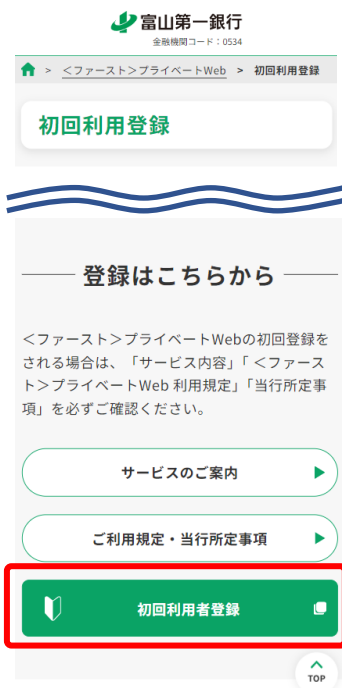 富山第一銀行
金融機関コード：0534
> <ファースト>プライベートWeb > 初回利用登録
初回利用登録
登録はこちらから
<ファースト>プライベートWebの初回登録を
される場合は、「サービス内容」「 <ファース
ト>プライベートWeb 利用規定」「当行所定事
項」を必ずご確認ください。
サービスのご案内
ご利用規定・当行所定事項
初回利用者登録
TOP